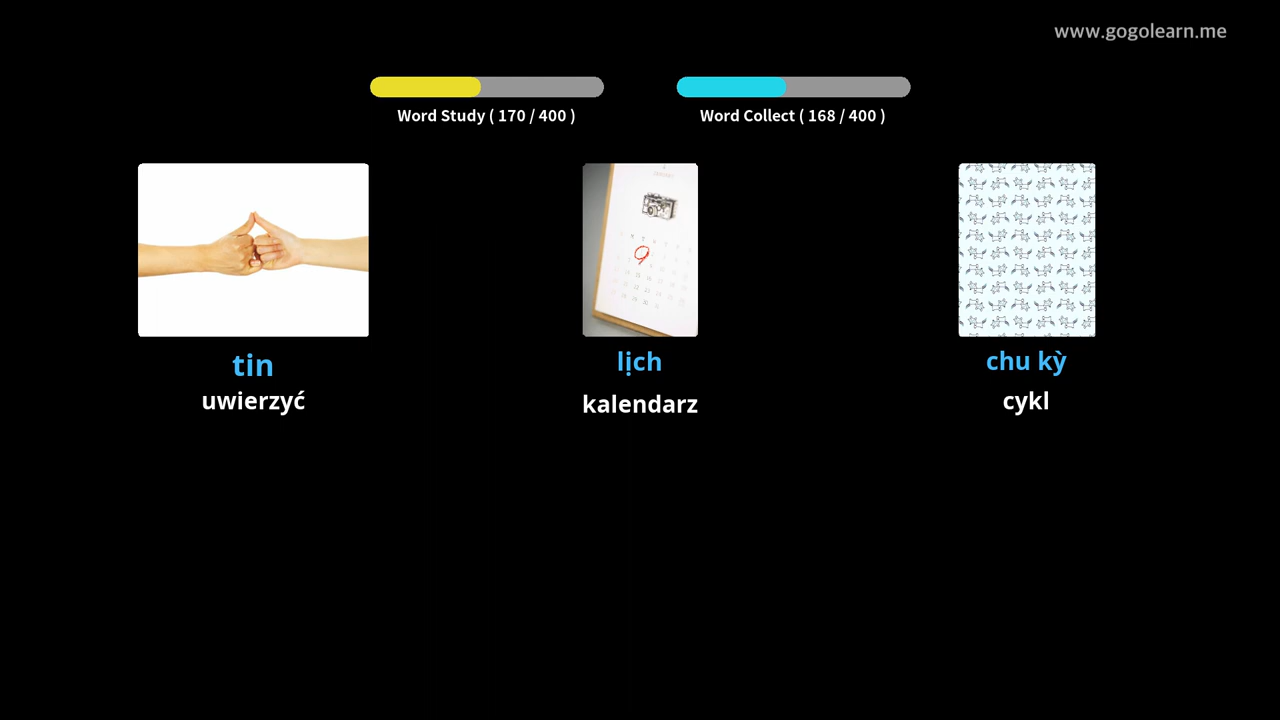 www.gogolearn.me
Word Study ( 170 / 400 )
Word Collect ( 168 / 400 )
tin
lịch
chu kỳ
uwierzyć
kalendarz
cykl